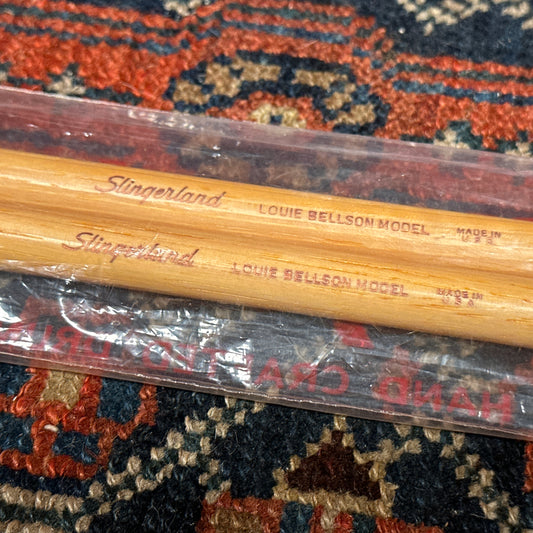 Slingerland LOUIE BELLSON MODEL MADE IN
U S A
Slingerland LOUIE BELLSON MODEL MADE IN
U S A
HAND CRAFTED